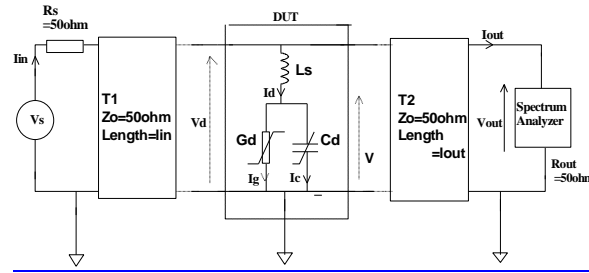 Rs
=50ohm
Iin
Vs
T1
Zo=50ohm
Length=lin
Vd
DUT
Ls
Id
Gd
Cd
Ig
Ic
V
T2
Zo=50ohm
Length
=lout
Iout
Vout
Spectrum
Analyzer
Rout
=50ohm